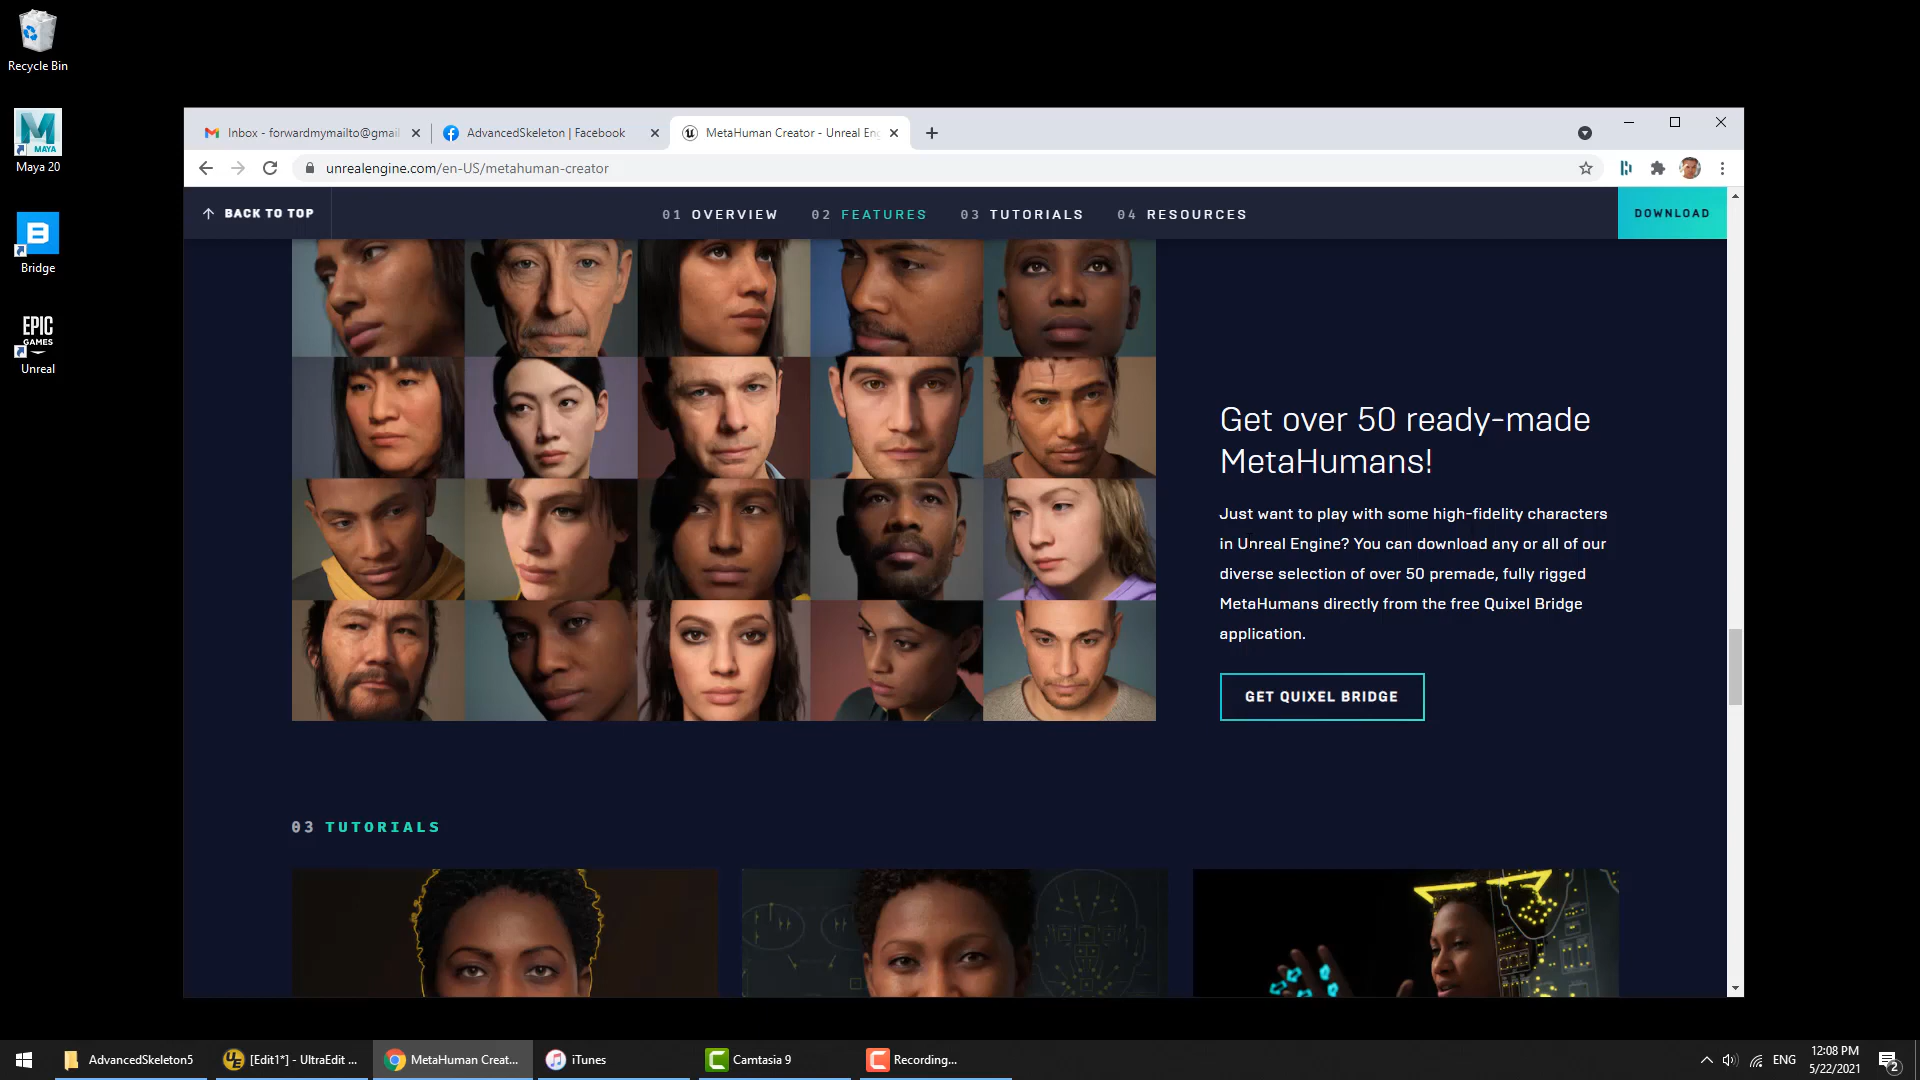 Recycle Bin
MAYA
Maya 20
B
Bridge
EPIC
GAMES
Unreal
Inbox - forwardmymailto@gmail
AdvancedSkeleton | Facebook
MetaHuman Creator - Unreal En
unrealengine.com/en-US/metahuman-creator
BACK TO TOP
01 OVERVIEW
02 FEATURES
03 TUTORIALS
04 RESOURCES
DOWNLOAD
Get over 50 ready-made
MetaHumans!
Just want to play with some high-fidelity characters
in Unreal Engine? You can download any or all of our
diverse selection of over 50 premade, fully rigged
MetaHumans directly from the free Quixel Bridge
application.
GET QUIXEL BRIDGE
03 TUTORIALS
AdvancedSkeleton5
[Edit1*] - UltraEdit ...
MetaHuman Creat...
iTunes
Camtasia 9
Recording...
ENG
12:08 PM
5/22/2021
2